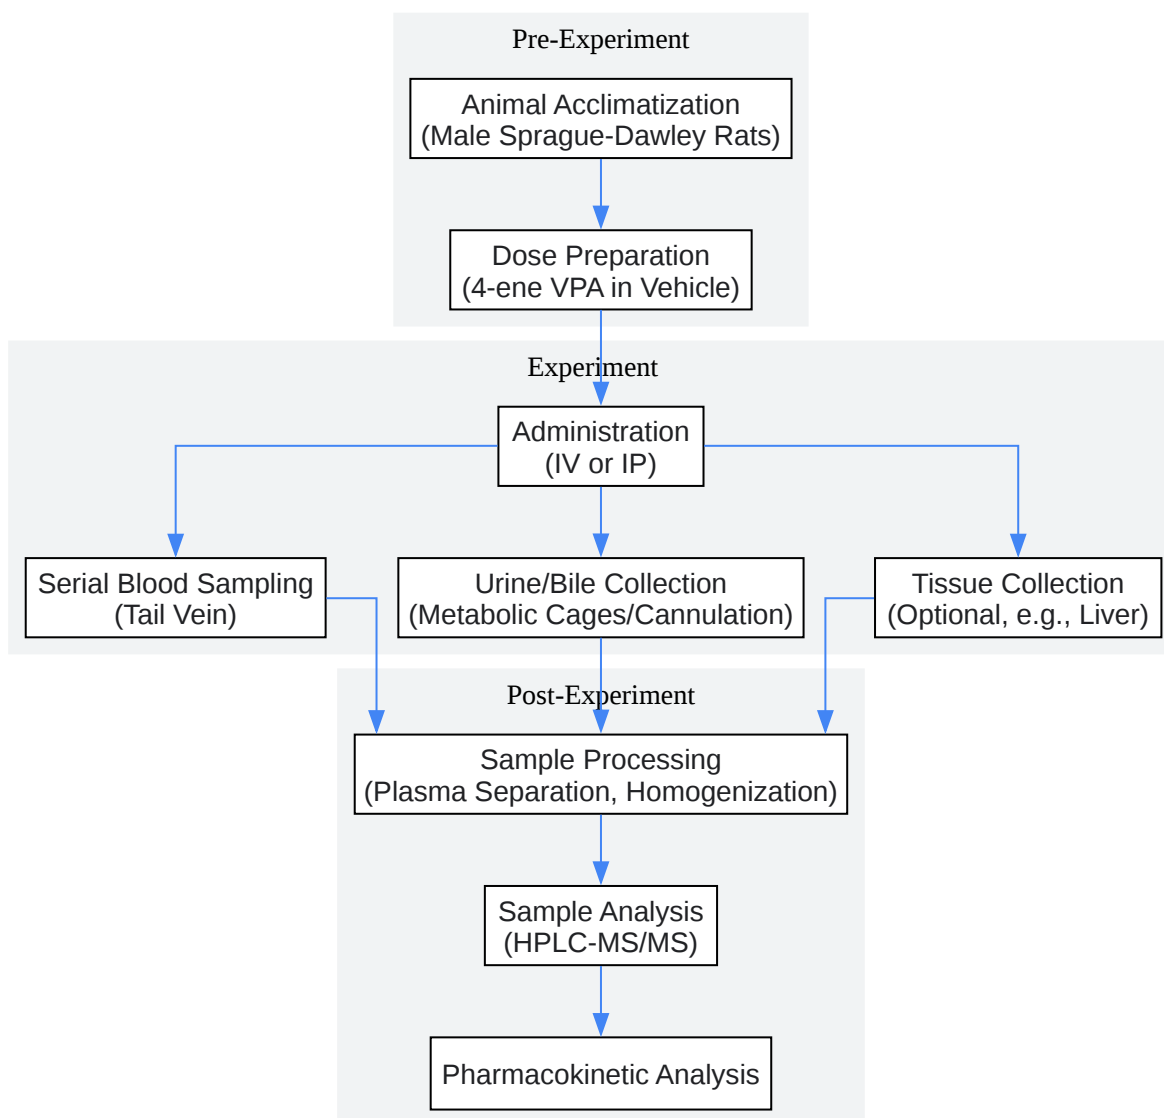 Pre-Experiment
Animal Acclimatization
(Male Sprague-Dawley Rats)
Dose Preparation
(4-ene VPA in Vehicle)
Experiment
Administration
(IV or IP)
Serial Blood Sampling
(Tail Vein)
Urine/Bile Collection
(Metabolic Cages/Cannulation)
Tissue Collection
(Optional, e.g., Liver)
Post-Experiment
Sample Processing
(Plasma Separation, Homogenization)
Sample Analysis
(HPLC-MS/MS)
Pharmacokinetic Analysis